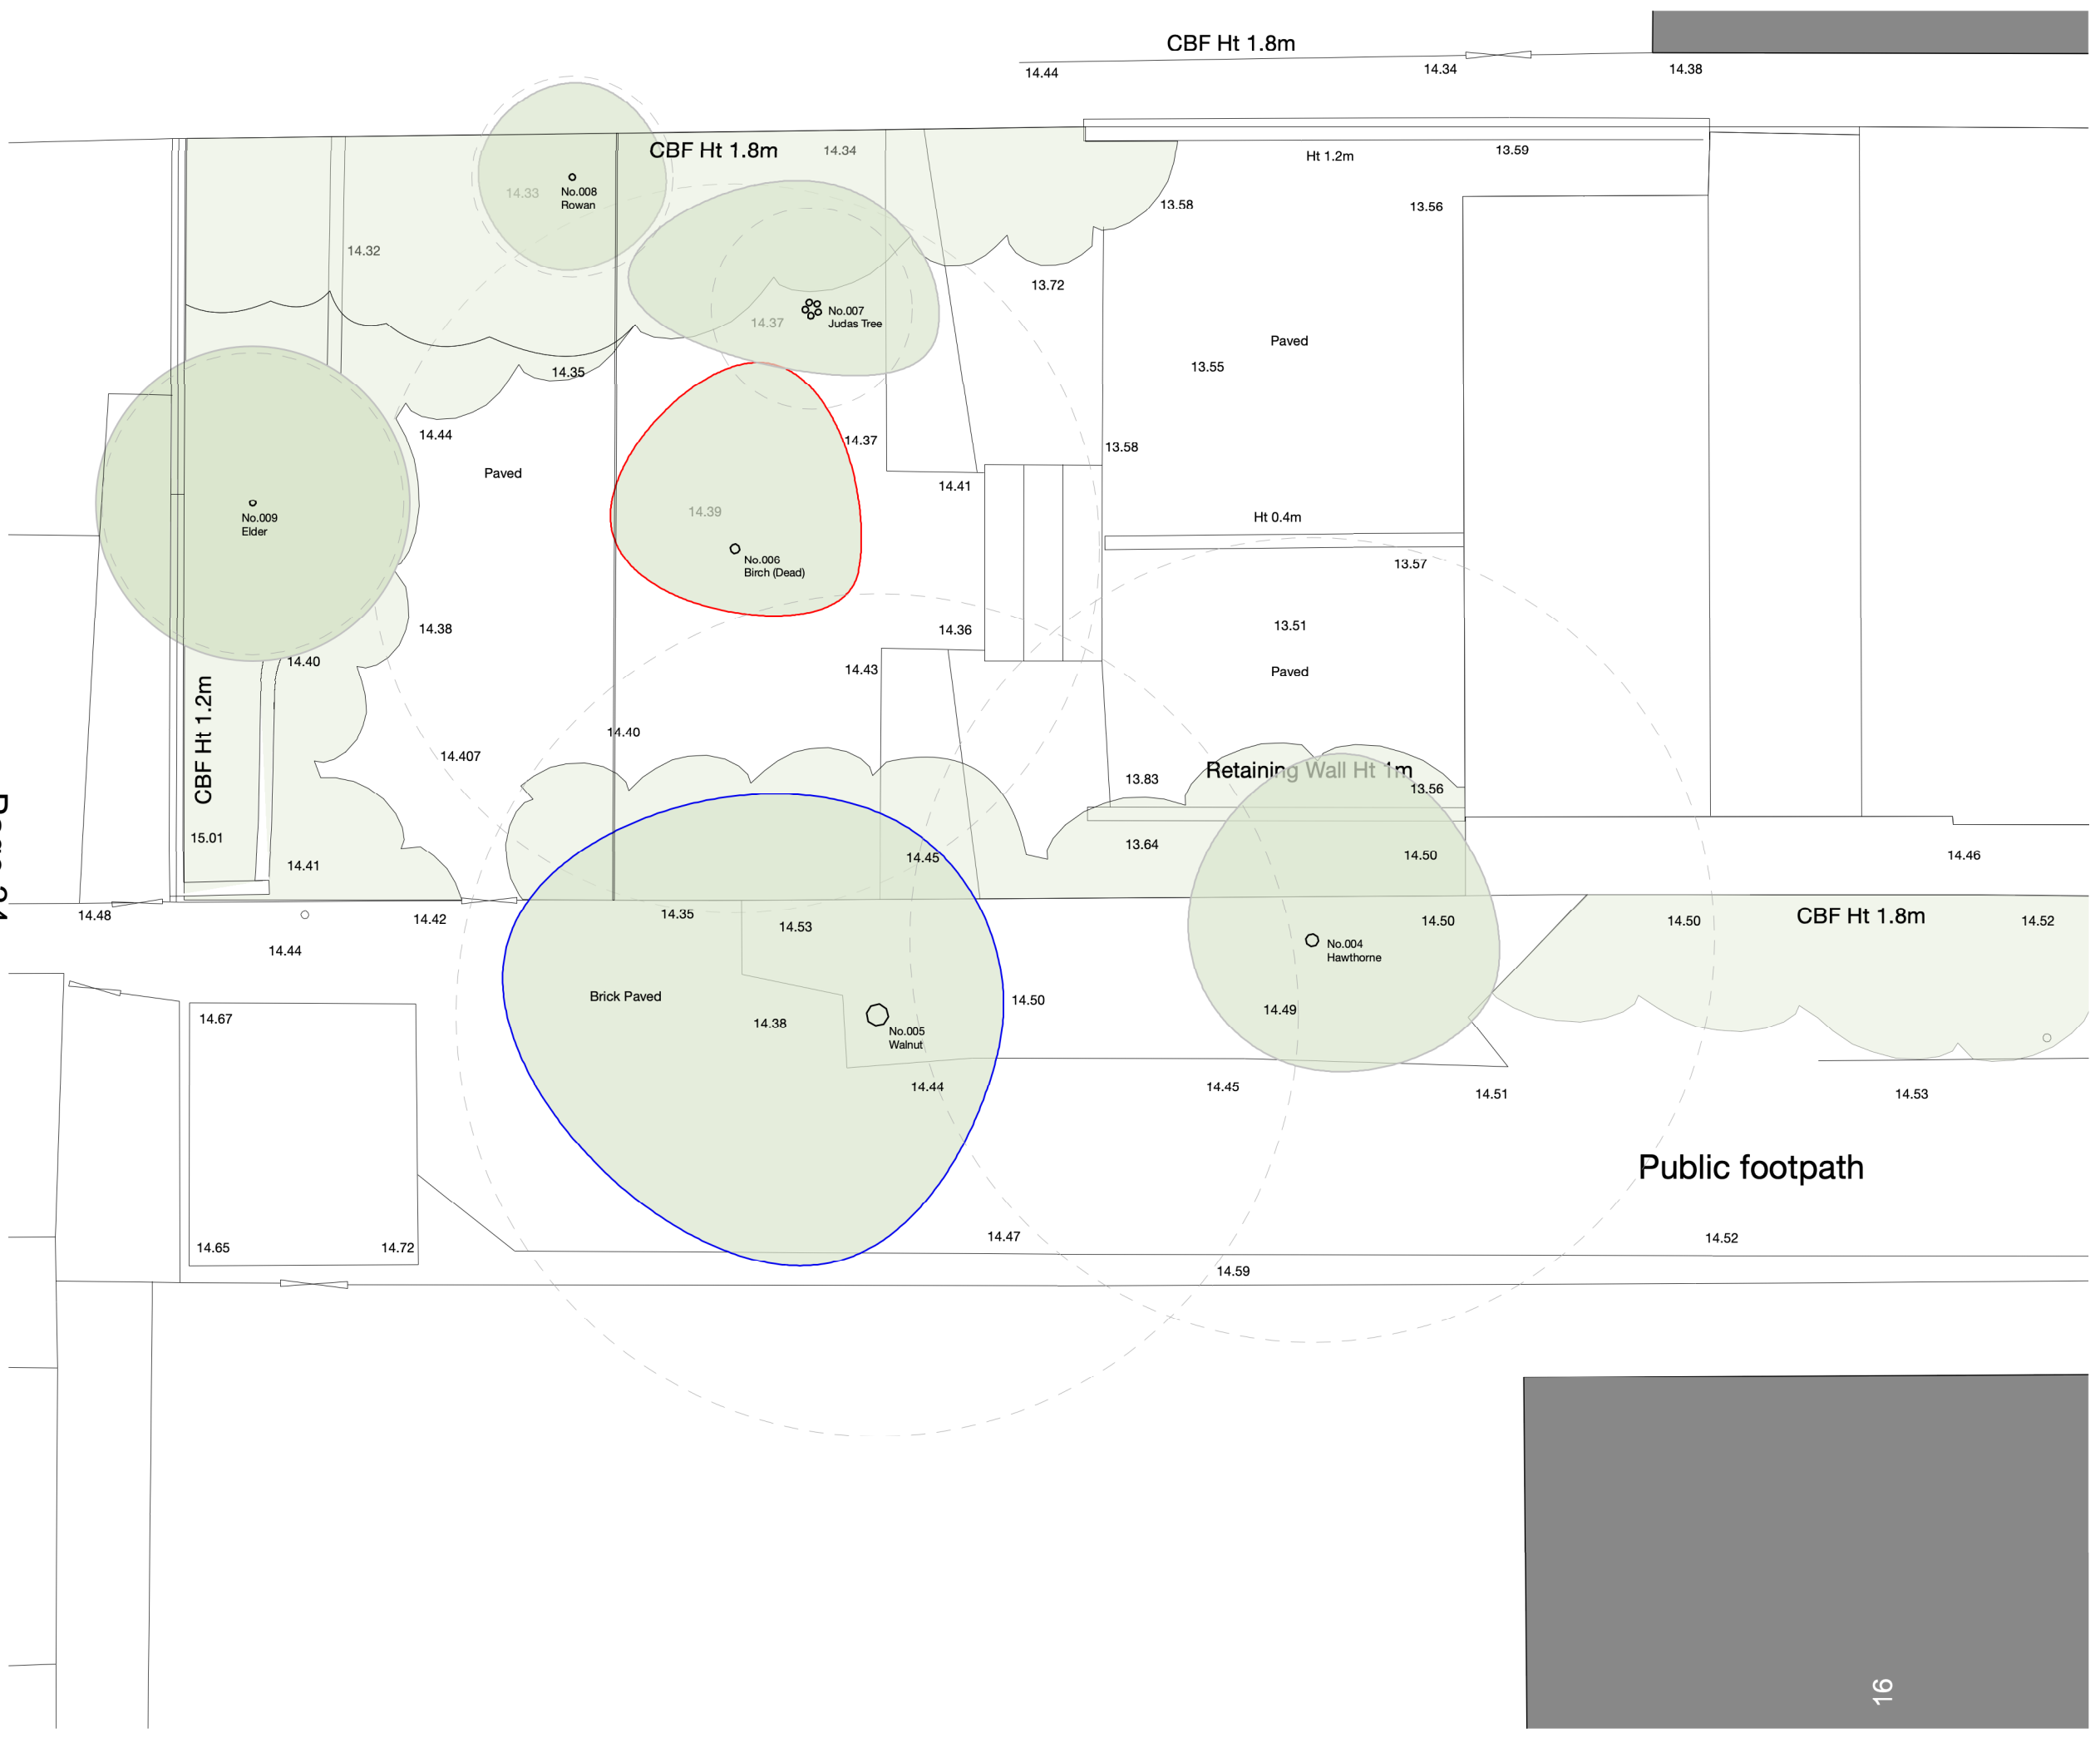 CBF Ht 1.8m
14.44
14.34
14.38
CBF Ht 1.8m
14.34
Ht 1.2m
13.59
14.33
No.008
Rowan
13.58
13.56
14.32
13.72
14.37
No.007
Judas Tree
Paved
14.35
13.55
14.44
14.37
13.58
Paved
14.41
14.39
No.009
Elder
Ht 0.4m
No.006
Birch (Dead)
13.57
14.38
14.36
13.51
14.40
14.43
Paved
CBF Ht 1.2m
14.40
14.407
13.83
Retaining Wall Ht 1m
13.56
15.01
14.41
14.45
13.64
14.50
14.46
14.48
14.42
14.35
14.53
14.50
14.50
CBF Ht 1.8m
14.52
14.44
No.004
Hawthorne
Brick Paved
14.50
14.67
14.38
14.49
No.005
Walnut
14.44
14.45
14.51
14.53
Public footpath
14.65
14.72
14.47
14.52
14.59
16